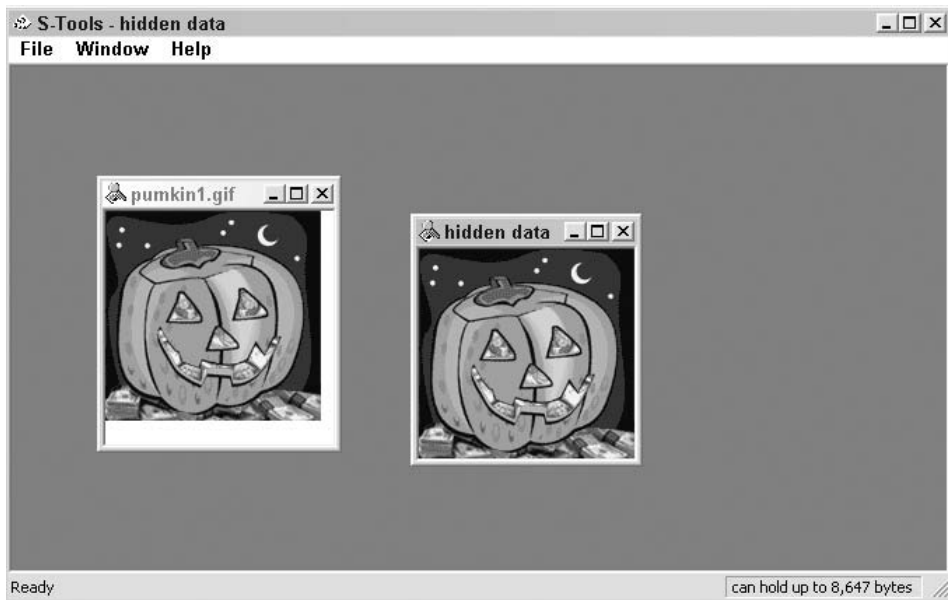 S-Tools - hidden data
File Window Help
pumkin1.gif
hidden data
Ready
can hold up to 8,647 bytes